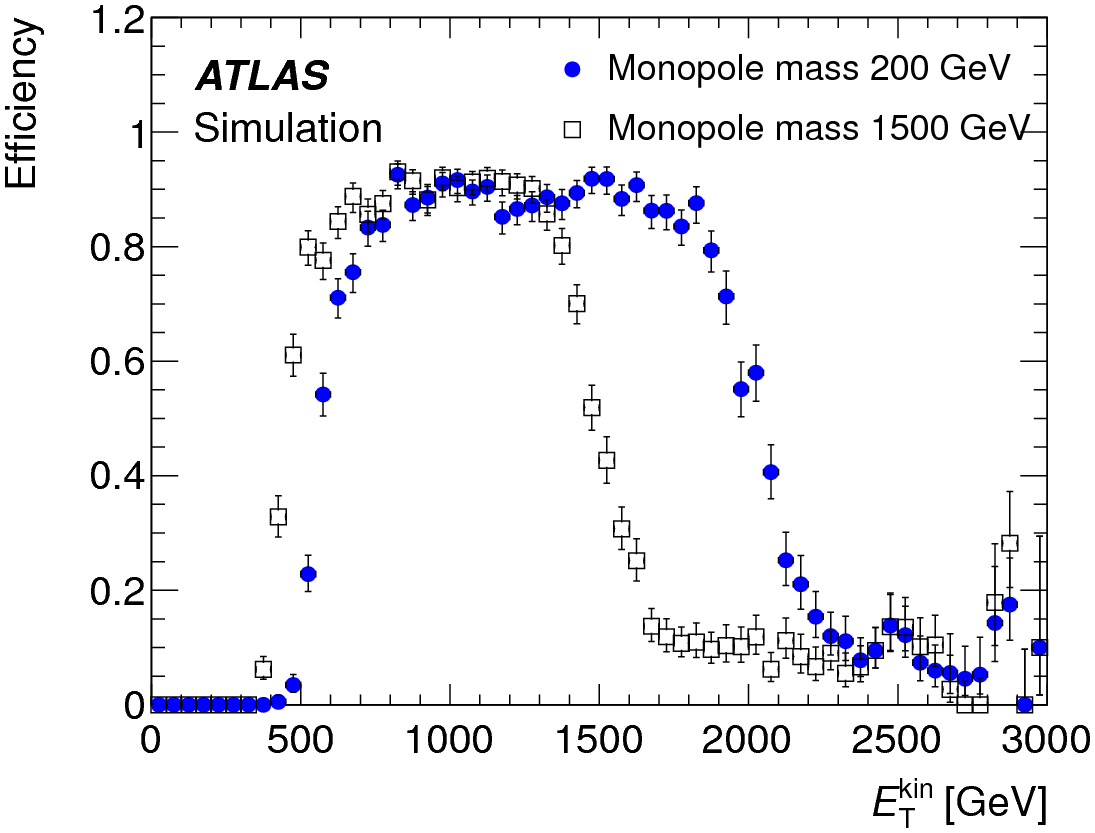 Efficiency
1.2
1
0.8
0.6
0.4
0.2
0
ATLAS
Simulation
Monopole mass 200 GeV
Monopole mass 1500 GeV
0 500 1000 1500 2000 2500 3000
E_T^kin [GeV]